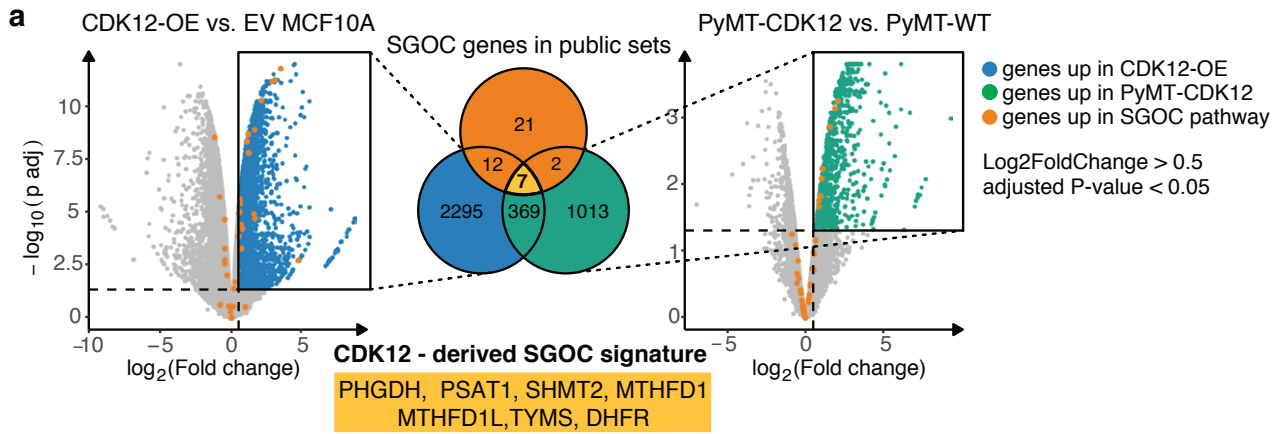 a
CDK12-OE vs. EV MCF10A
SGOC genes in public sets
PyMT-CDK12 vs. PyMT-WT
genes up in CDK12-OE
genes up in PyMT-CDK12
genes up in SGOC pathway
Log2FoldChange > 0.5
adjusted P-value < 0.05
− log10 ( p adj )
10
7.5
5
2.5
0
−10
−5
0
5
log2(Fold change)
21
12
2
7
2295
369
1013
3
2
1
0
−5
0
5
log2(Fold change)
CDK12 - derived SGOC signature
PHGDH, PSAT1, SHMT2, MTHFD1
MTHFD1L,TYMS, DHFR